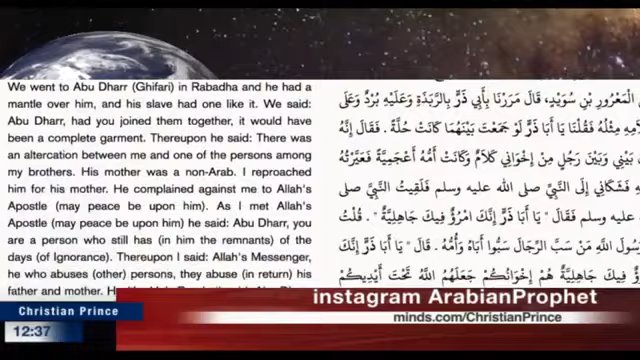 We went to Abu Dharr (Ghifari) in Rabadha and he had a
mantle over him, and his slave had one like it. We said:
Abu Dharr, had you joined them together, it would have
been a complete garment. Thereupon he said: There was
an altercation between me and one of the persons among
my brothers. His mother was a non-Arab. I reproached
him for his mother. He complained against me to Allah's
Apostle (may peace be upon him). As I met Allah's
Apostle (may peace be upon him) he said: Abu Dharr, you
are a person who still has (in him the remnants) of the
days (of Ignorance). Thereupon I said: Allah's Messenger,
he who abuses (other) persons, they abuse (in return) his
father and mother. H
الْمَعْرُورِ بْنِ سُوَيْدٍ، قَالَ مَرَرْنَا بِأَبِي ذَرٍّ بِالرَّبَذَةِ وَعَلَيْهِ بُرْدٌ وَعَلَى
مِثْلُهُ فَقُلْنَا يَا أَبَا ذَرٍّ لَوْ جَمَعْتَ بَيْنَهُمَا كَانَتْ حُلَّةً ‏.‏ فَقَالَ إِنَّهُ
بَيْنِي وَبَيْنَ رَجُلٍ مِنْ إِخْوَانِي كَلاَمٌ وَكَانَتْ أُمُّهُ أَعْجَمِيَّةً فَعَيَّرْتُهُ
فَشَكَانِي إِلَى النَّبِيِّ صلى الله عليه وسلم فَلَقِيتُ النَّبِيَّ صلى
عليه وسلم فَقَالَ " يَا أَبَا ذَرٍّ إِنَّكَ امْرُؤٌ فِيكَ جَاهِلِيَّةٌ " . قُلْتُ
اللَّهِ مَنْ سَبَّ الرِّجَالَ سَبُّوا أَبَاهُ وَأُمَّهُ . قَالَ " يَا أَبَا ذَرٍّ إِنَّكَ
فِيكَ جَاهِلِيَّةٌ هُمْ إِخْوَانُكُمْ جَعَلَهُمُ اللَّهُ تَحْتَ أَيْدِيكُمْ
instagram ArabianProphet
Christian Prince
minds.com/ChristianPrince
12:37